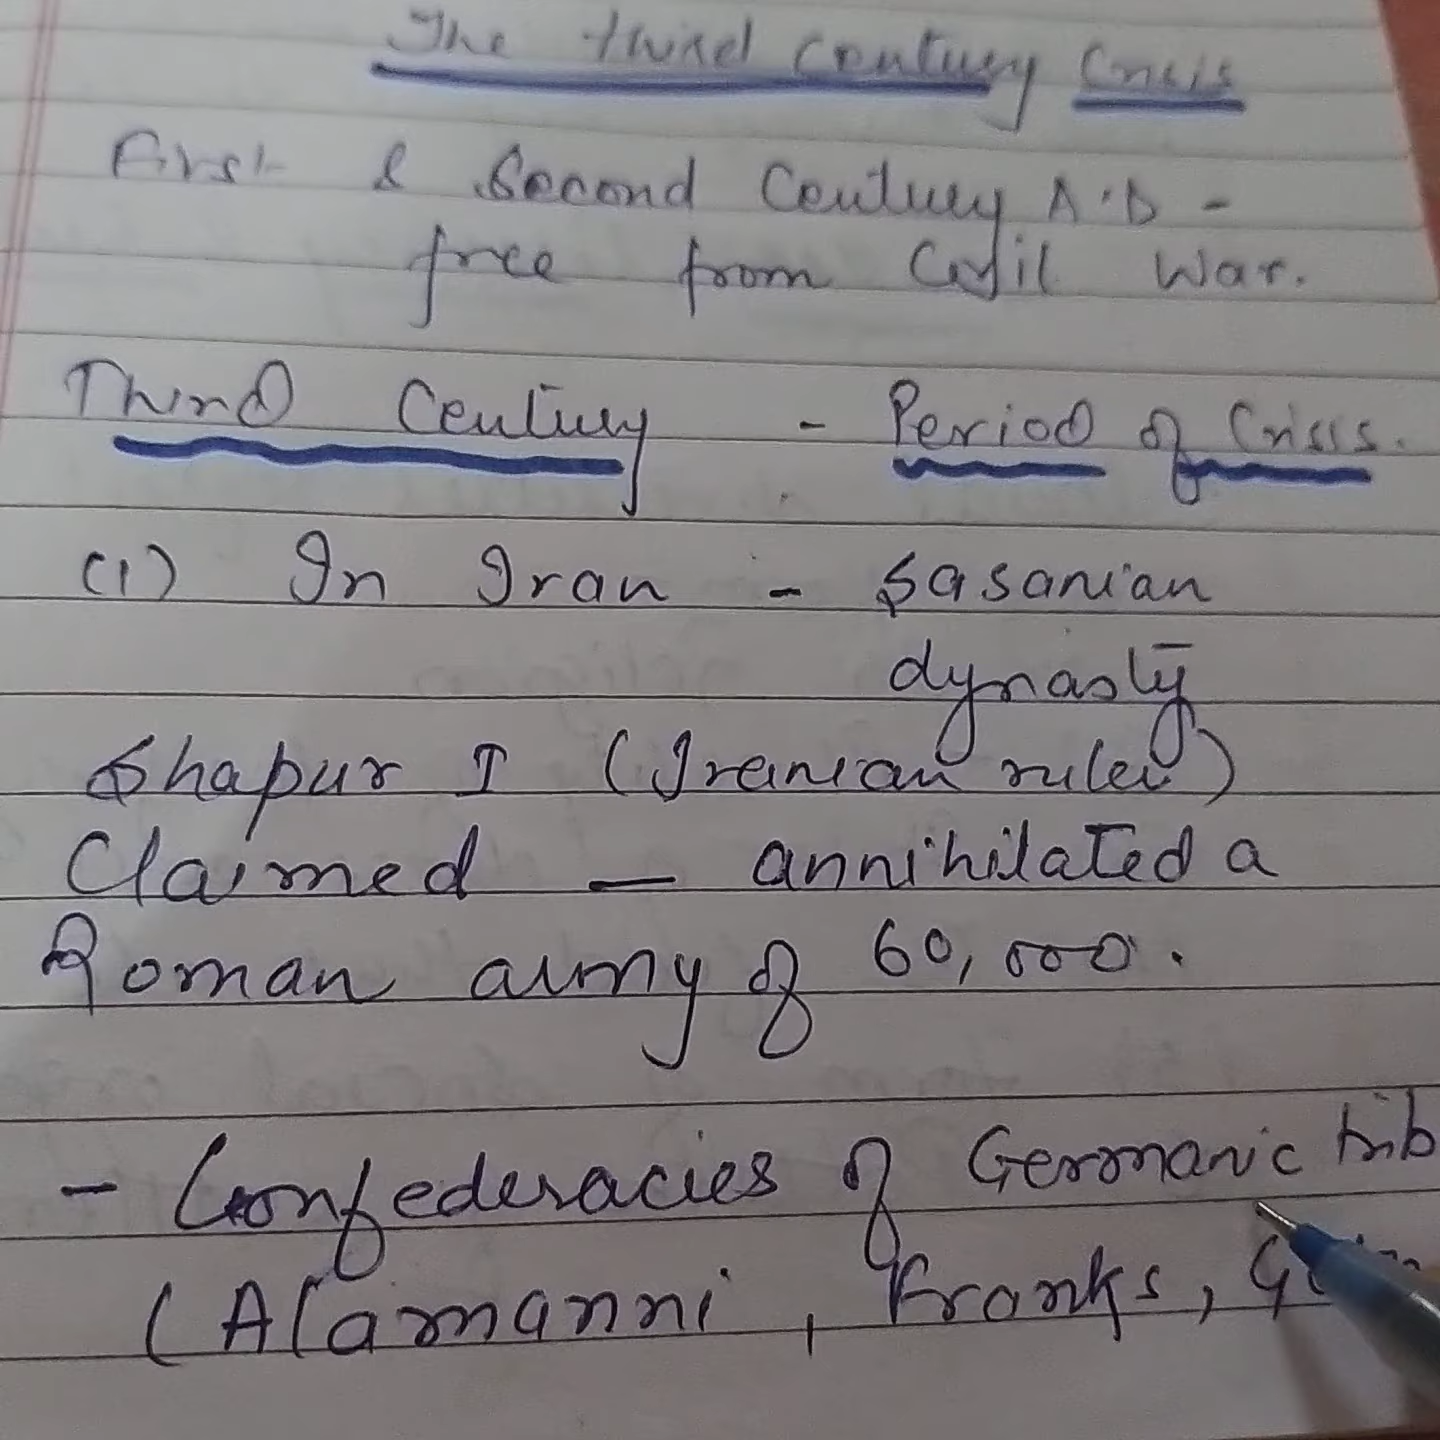 The third Century Crisis
First & Second Century A.D -
free from Civil War.
Third Century - Period of Crisis.
(1) In Iran - Sasanian
dynasty
Shapur I (Iranian ruler)
Claimed — annihilated a
Roman army of 60,000.
- Confederacies of Germanic trib
(Alamanni, Franks,